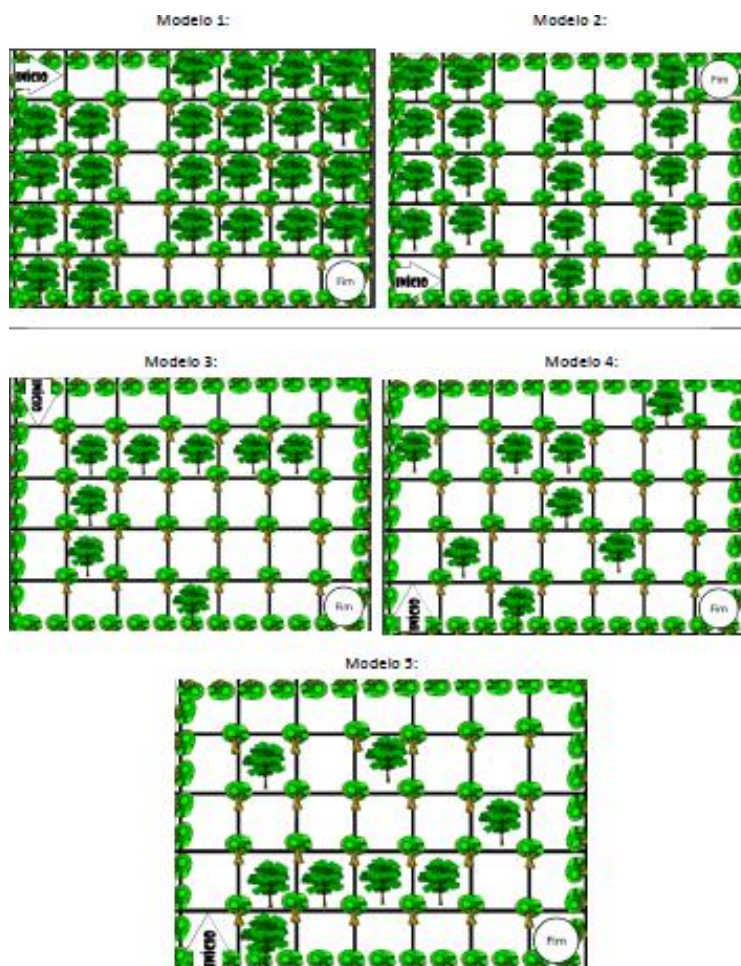 Modelo 1:
Modelo 2:
INÍCIO
Fim
INÍCIO
Fim
Modelo 3:
Modelo 4:
INÍCIO
Fim
INÍCIO
Fim
Modelo 5:
INÍCIO
Fim